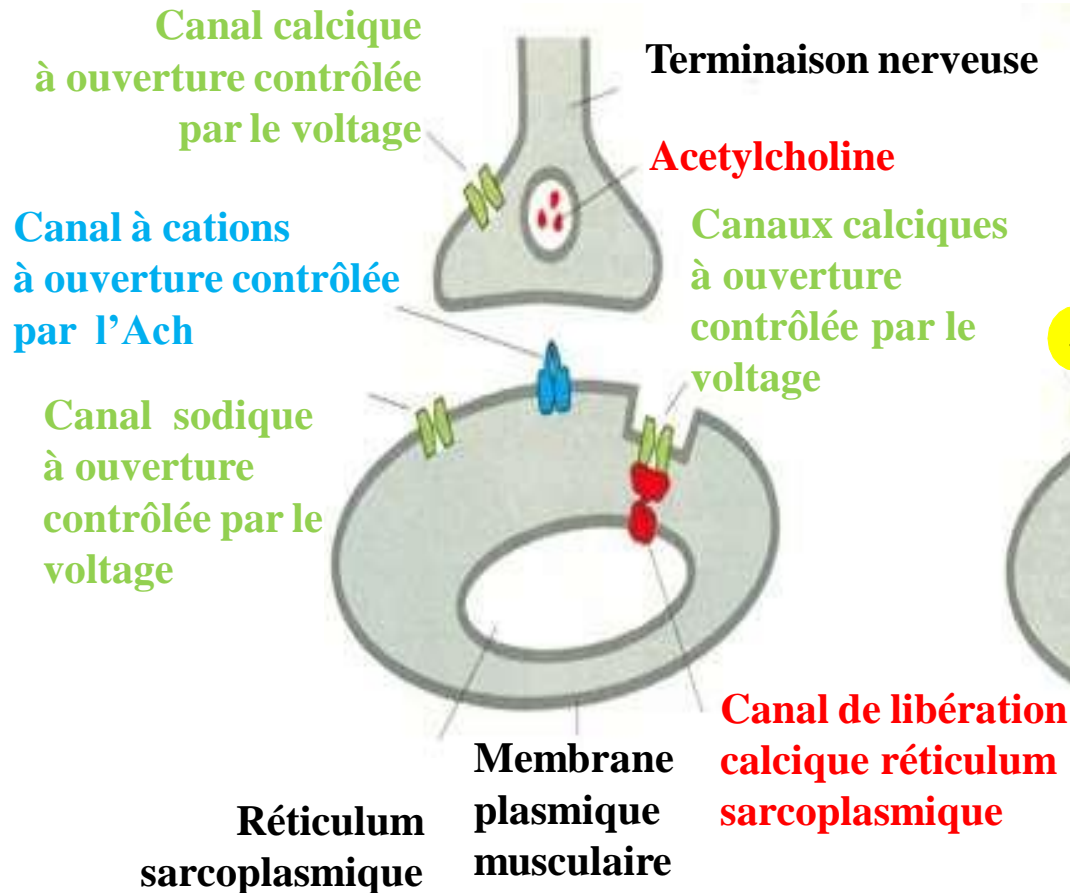 Canal calcique
à ouverture contrôlée
par le voltage
Terminaison nerveuse
Acetylcholine
Canal à cations
à ouverture contrôlée
par l’Ach
Canaux calciques
à ouverture
contrôlée par le
voltage
Canal sodique
à ouverture
contrôlée par le
voltage
Canal de libération
calcique réticulum
sarcoplasmique
Membrane
plasmique
musculaire
Réticulum
sarcoplasmique